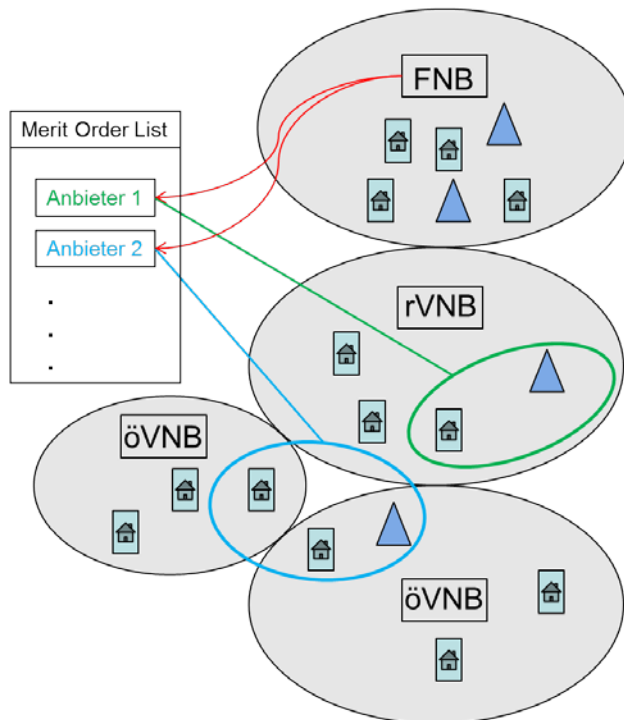 FNB
Merit Order List
Anbieter 1
Anbieter 2
.
.
.
rVNB
öVNB
öVNB